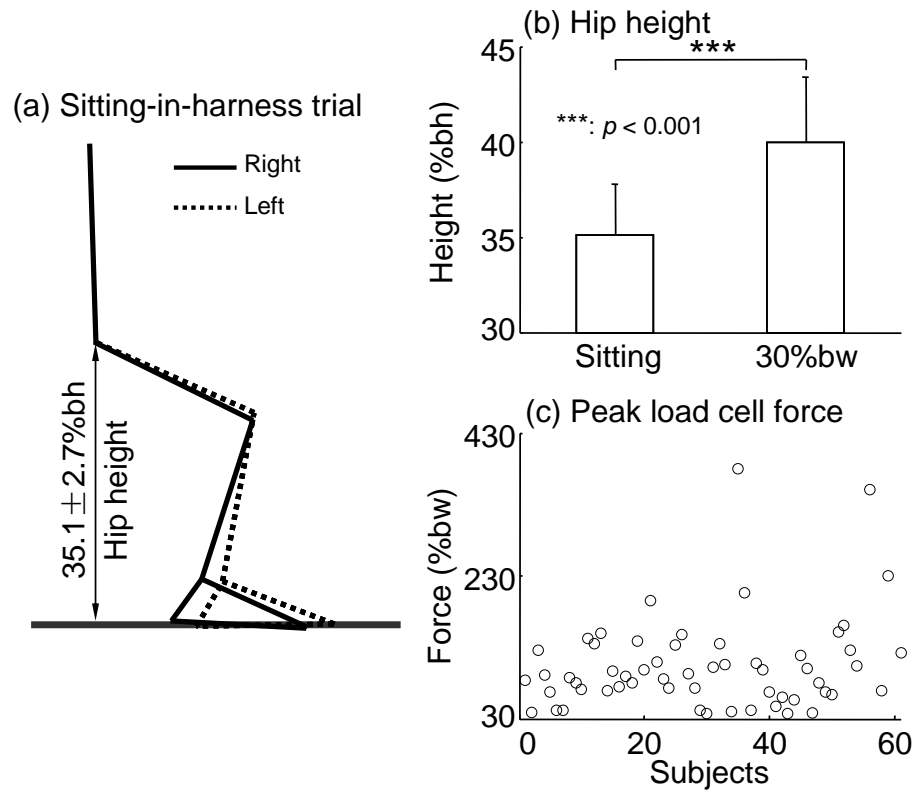 (a) Sitting-in-harness trial
Right
Left
35.1±2.7%bh
Hip height
(b) Hip height
***
***: p < 0.001
Height (%bh)
45
40
35
30
Sitting 30%bw
(c) Peak load cell force
Force (%bw)
430
230
30
0 20 40 60
Subjects